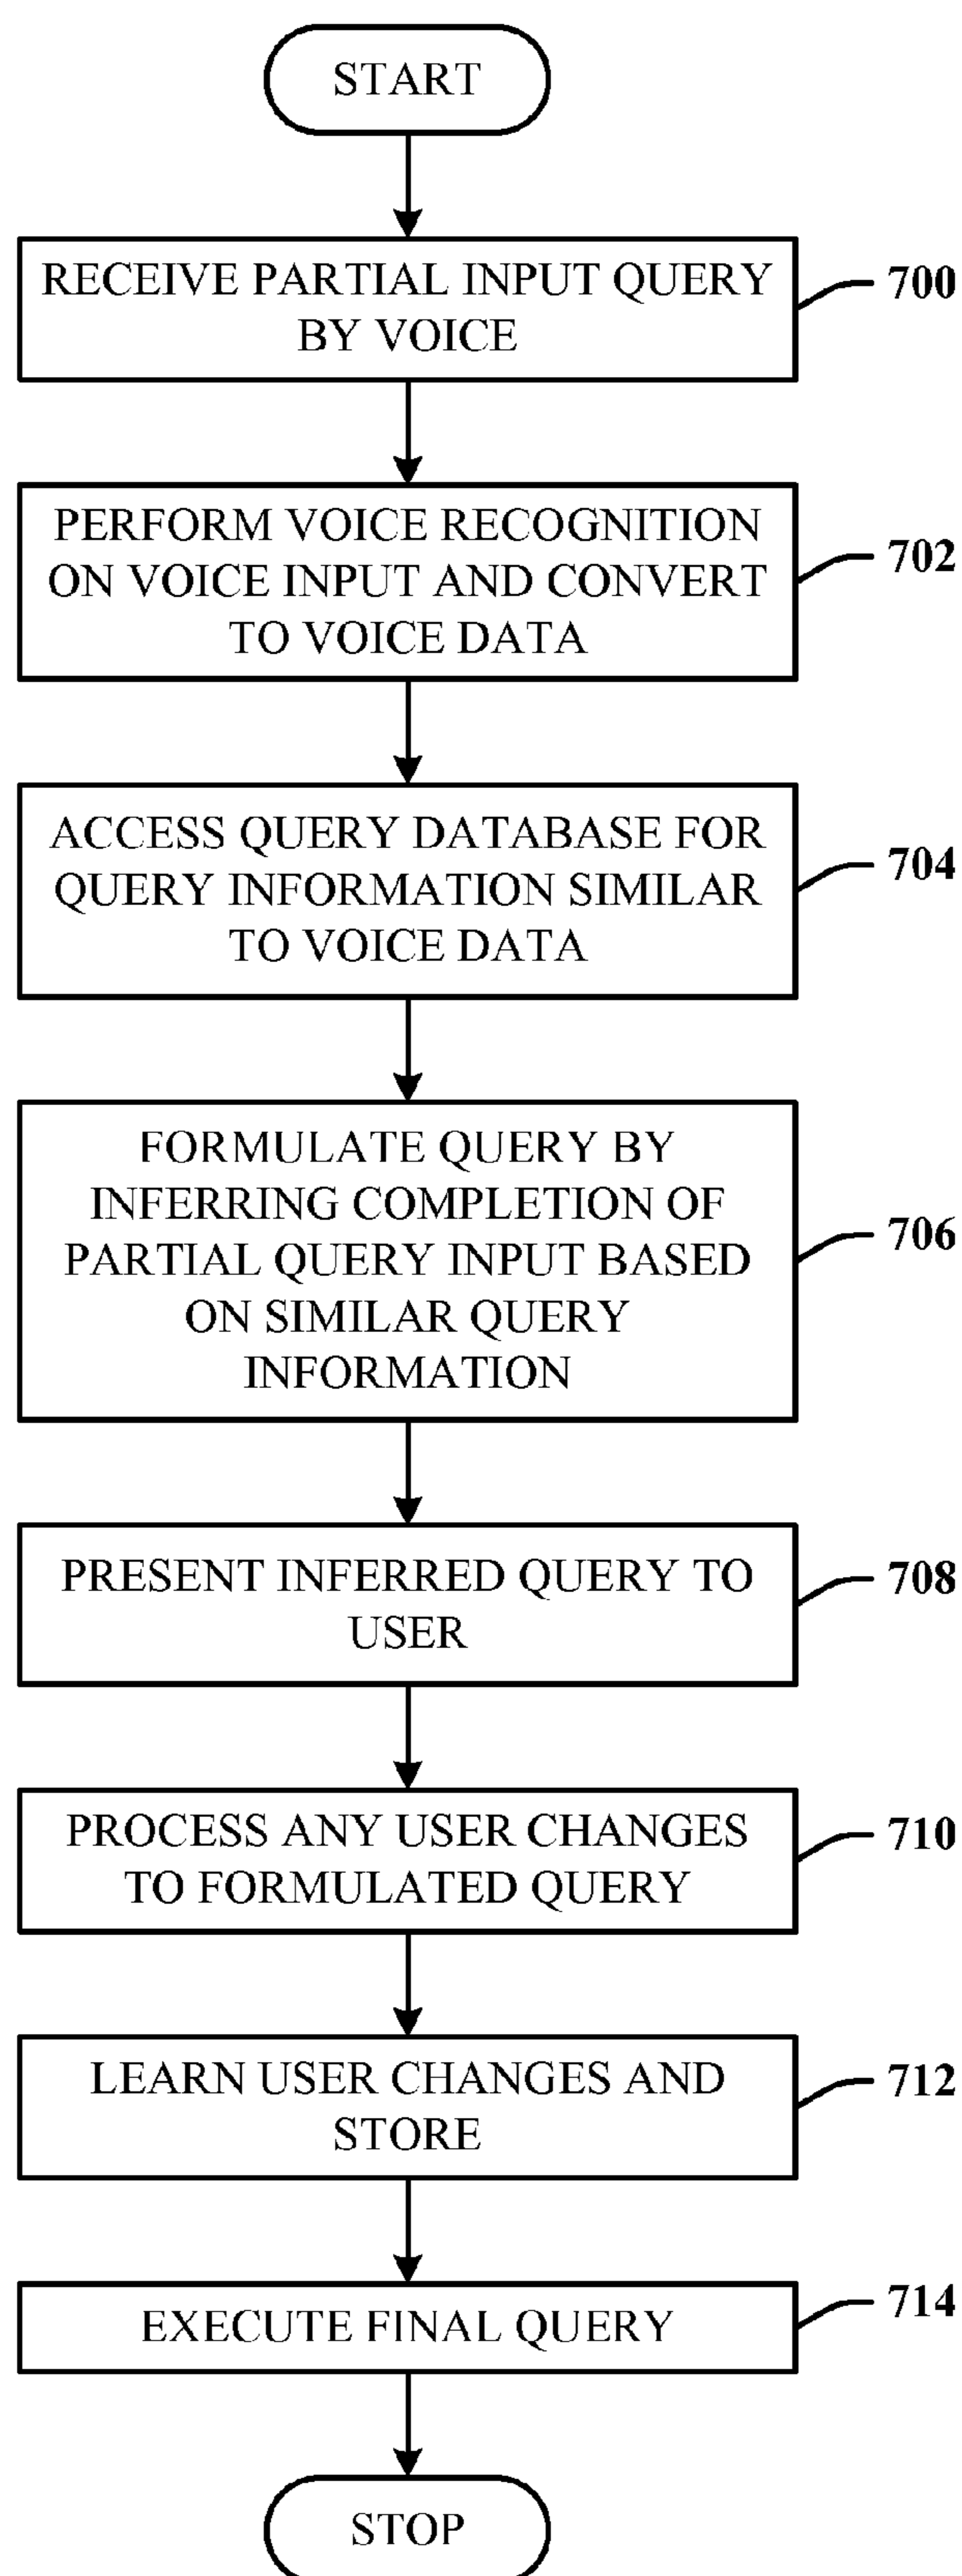 START
RECEIVE PARTIAL INPUT QUERY
BY VOICE
700
PERFORM VOICE RECOGNITION
ON VOICE INPUT AND CONVERT
TO VOICE DATA
702
ACCESS QUERY DATABASE FOR
QUERY INFORMATION SIMILAR
TO VOICE DATA
704
FORMULATE QUERY BY
INFERRING COMPLETION OF
PARTIAL QUERY INPUT BASED
ON SIMILAR QUERY
INFORMATION
706
PRESENT INFERRED QUERY TO
USER
708
PROCESS ANY USER CHANGES
TO FORMULATED QUERY
710
LEARN USER CHANGES AND
STORE
712
EXECUTE FINAL QUERY
714
STOP